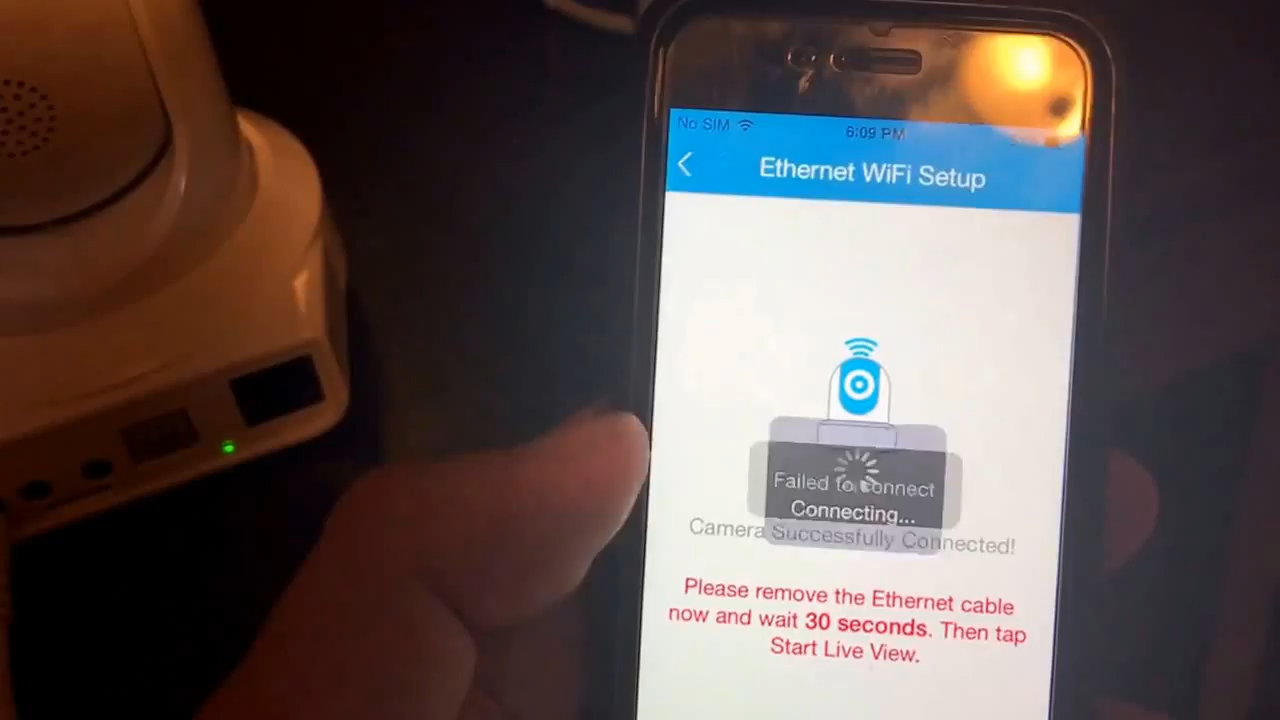 No SIM
6:09 PM
Ethernet WiFi Setup
Failed to connect
Connecting...
Camera Successfully Connected!
Please remove the Ethernet cable
now and wait 30 seconds. Then tap
Start Live View.